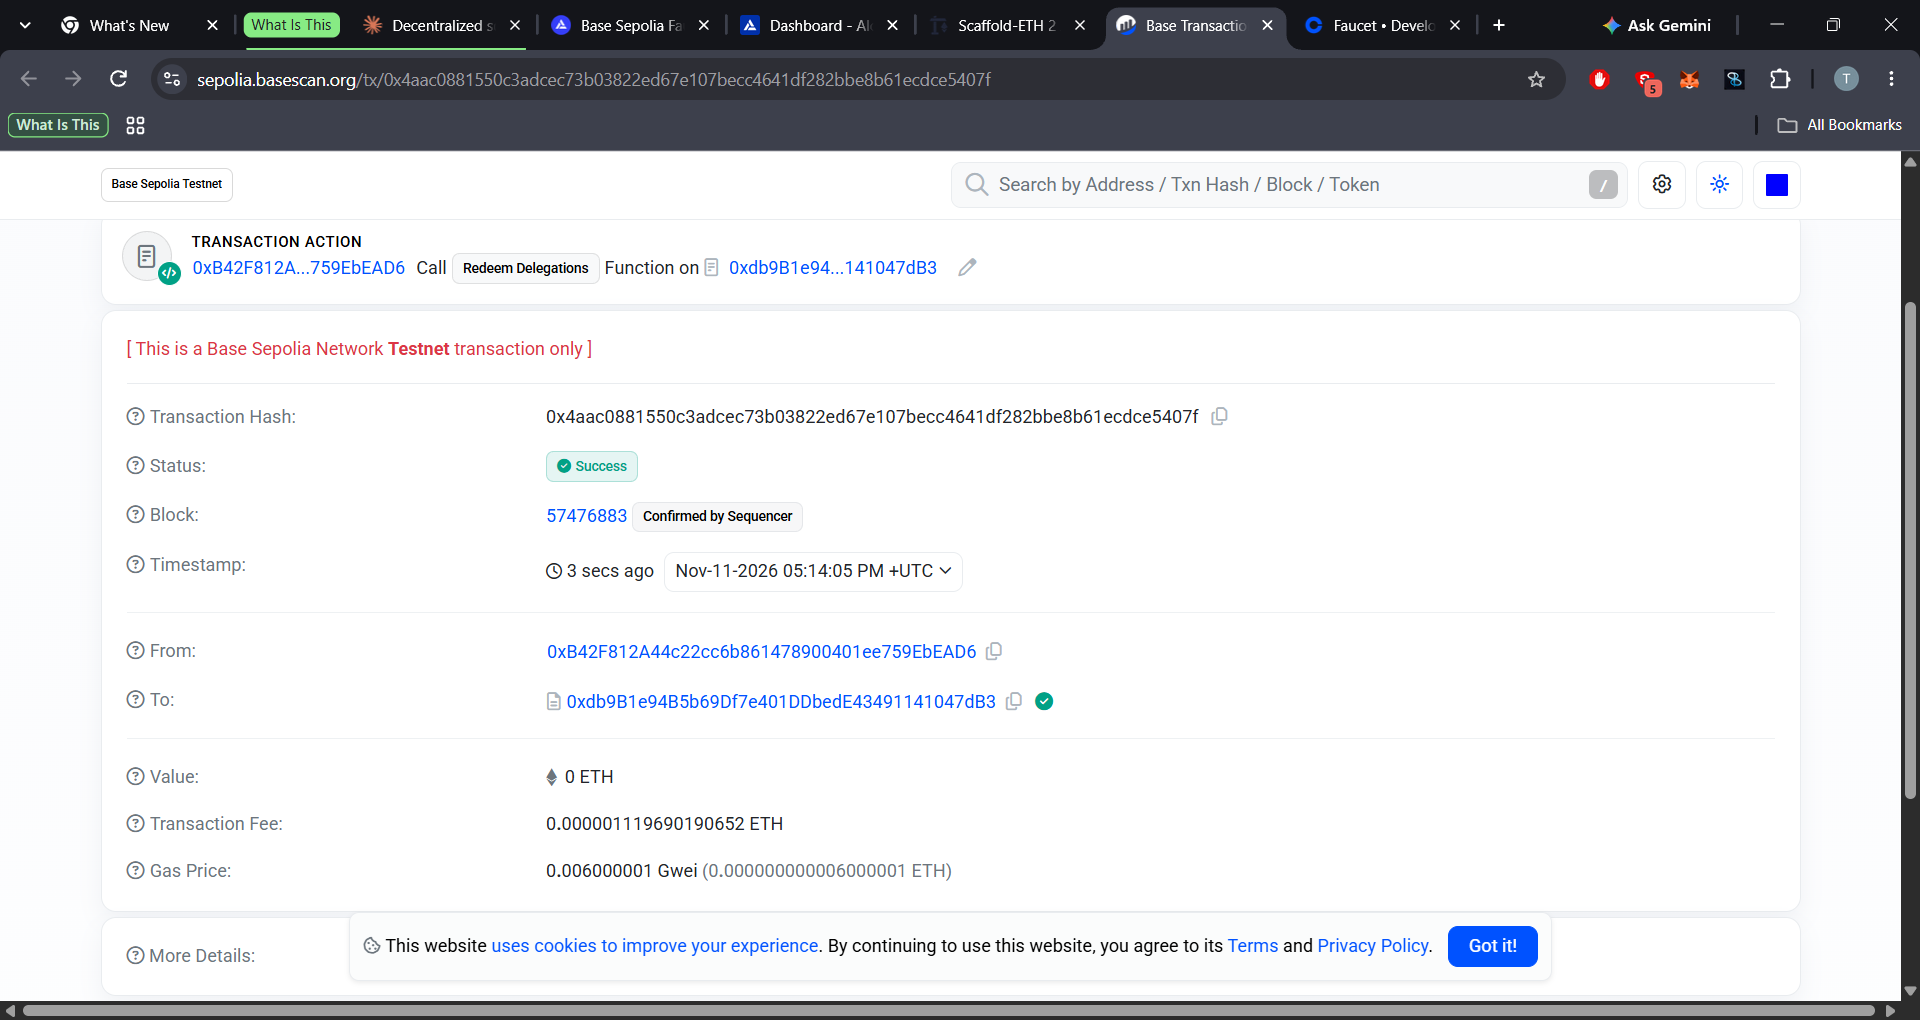 What's New
What Is This
Decentralized s
Base Sepolia Fa
Dashboard - Al
Scaffold-ETH 2
Base Transactio
Faucet • Develo
Ask Gemini
sepolia.basescan.org/tx/0x4aac0881550c3adcec73b03822ed67e107becc4641df282bbe8b61ecdce5407f
5
T
What Is This
All Bookmarks
Base Sepolia Testnet
Search by Address / Txn Hash / Block / Token
/
TRANSACTION ACTION
0xB42F812A...759EbEAD6 Call Redeem Delegations Function on 0xdb9B1e94...141047dB3
[ This is a Base Sepolia Network Testnet transaction only ]
Transaction Hash: 0x4aac0881550c3adcec73b03822ed67e107becc4641df282bbe8b61ecdce5407f
Status: Success
Block: 57476883 Confirmed by Sequencer
Timestamp: 3 secs ago Nov-11-2026 05:14:05 PM +UTC
From: 0xB42F812A44c22cc6b861478900401ee759EbEAD6
To: 0xdb9B1e94B5b69Df7e401DDbedE43491141047dB3
Value: 0 ETH
Transaction Fee: 0.000001119690190652 ETH
Gas Price: 0.006000001 Gwei (0.000000000006000001 ETH)
More Details:
This website uses cookies to improve your experience. By continuing to use this website, you agree to its Terms and Privacy Policy.
Got it!